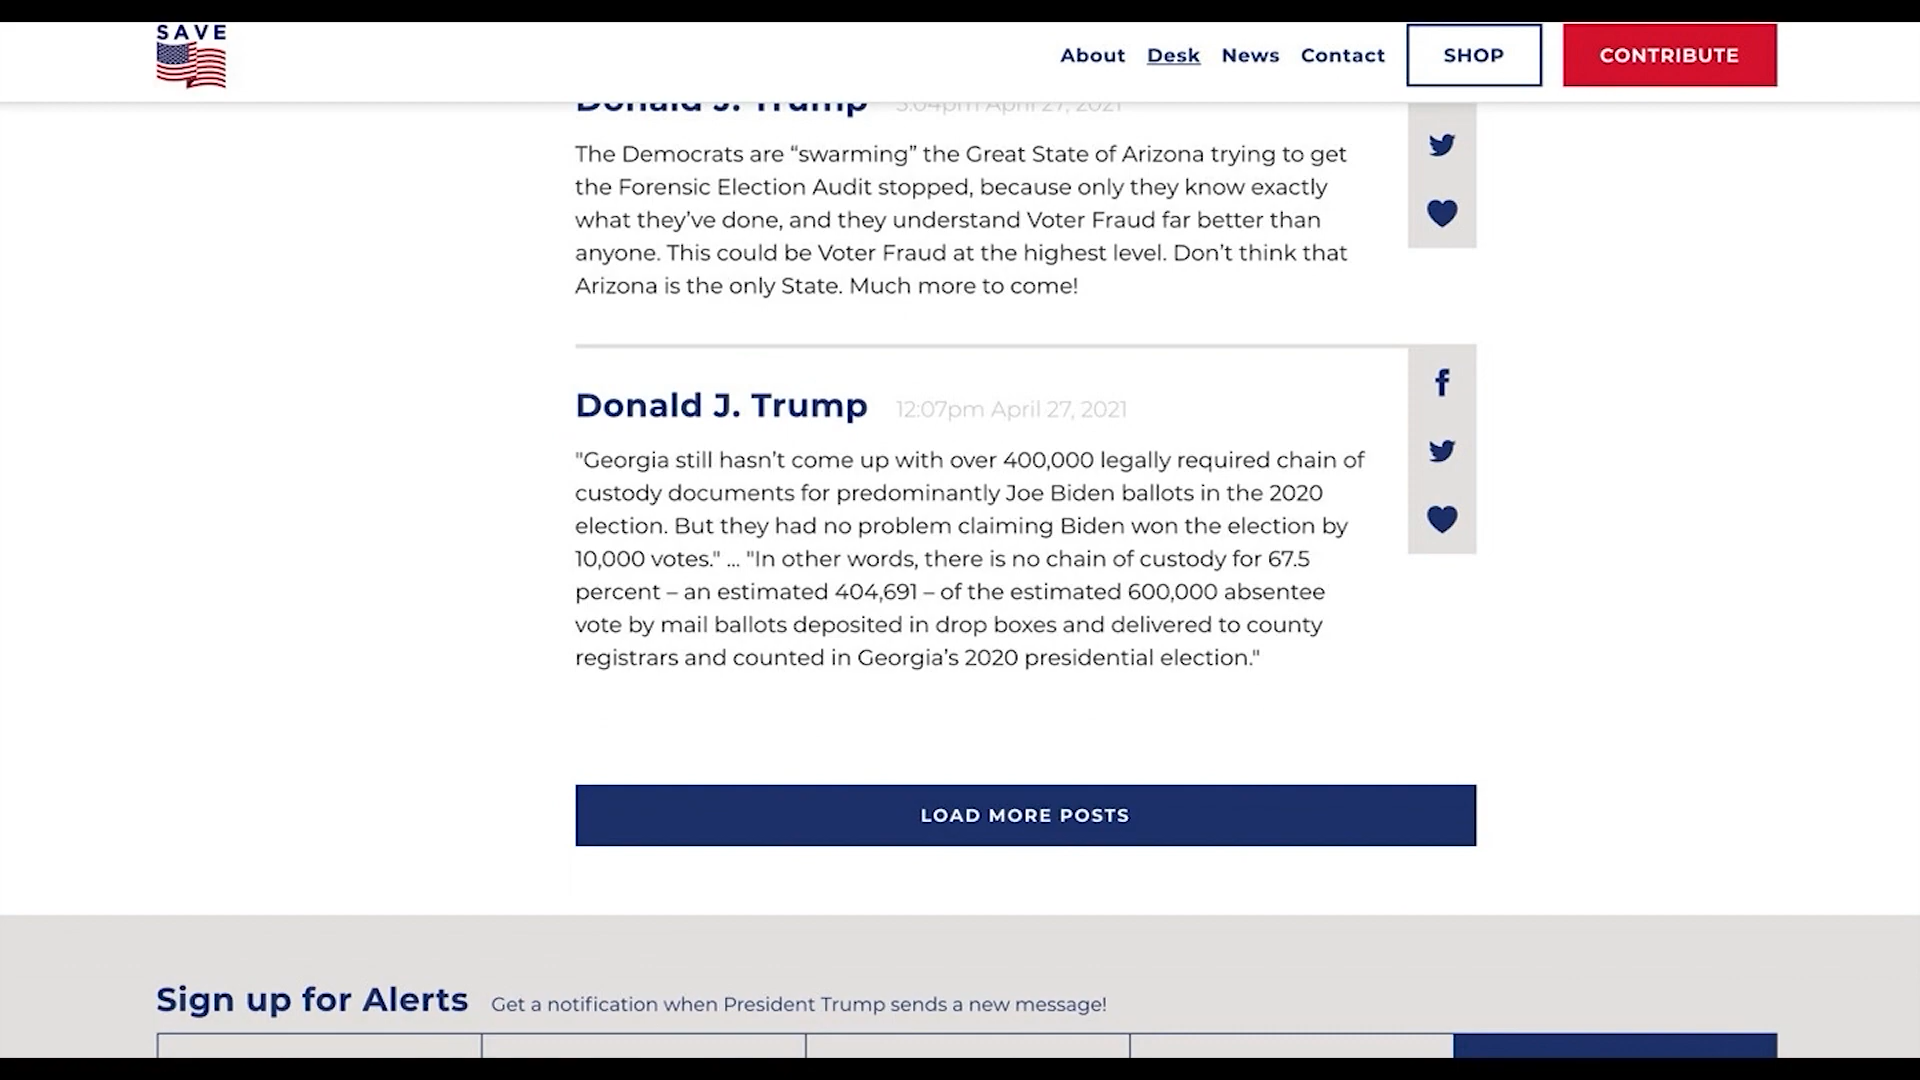 SAVE
About Desk News Contact SHOP CONTRIBUTE
Donald J. Trump 3:04pm April 27, 2021
The Democrats are “swarming” the Great State of Arizona trying to get
the Forensic Election Audit stopped, because only they know exactly
what they’ve done, and they understand Voter Fraud far better than
anyone. This could be Voter Fraud at the highest level. Don’t think that
Arizona is the only State. Much more to come!
Donald J. Trump 12:07pm April 27, 2021
"Georgia still hasn’t come up with over 400,000 legally required chain of
custody documents for predominantly Joe Biden ballots in the 2020
election. But they had no problem claiming Biden won the election by
10,000 votes." ... "In other words, there is no chain of custody for 67.5
percent – an estimated 404,691 – of the estimated 600,000 absentee
vote by mail ballots deposited in drop boxes and delivered to county
registrars and counted in Georgia’s 2020 presidential election."
LOAD MORE POSTS
Sign up for Alerts Get a notification when President Trump sends a new message!